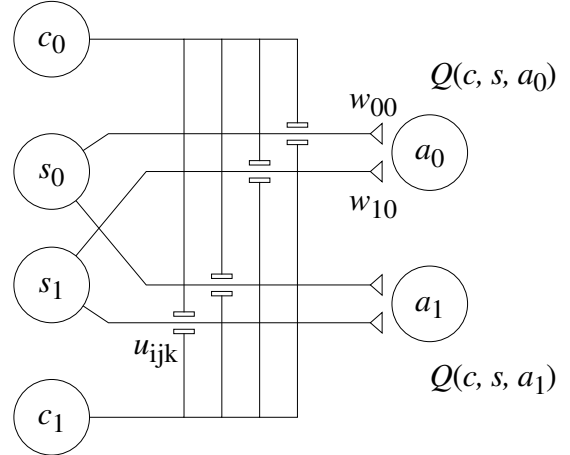 c0
Q(c, s, a0)
w00
s0
a0
w10
s1
a1
uijk
Q(c, s, a1)
c1